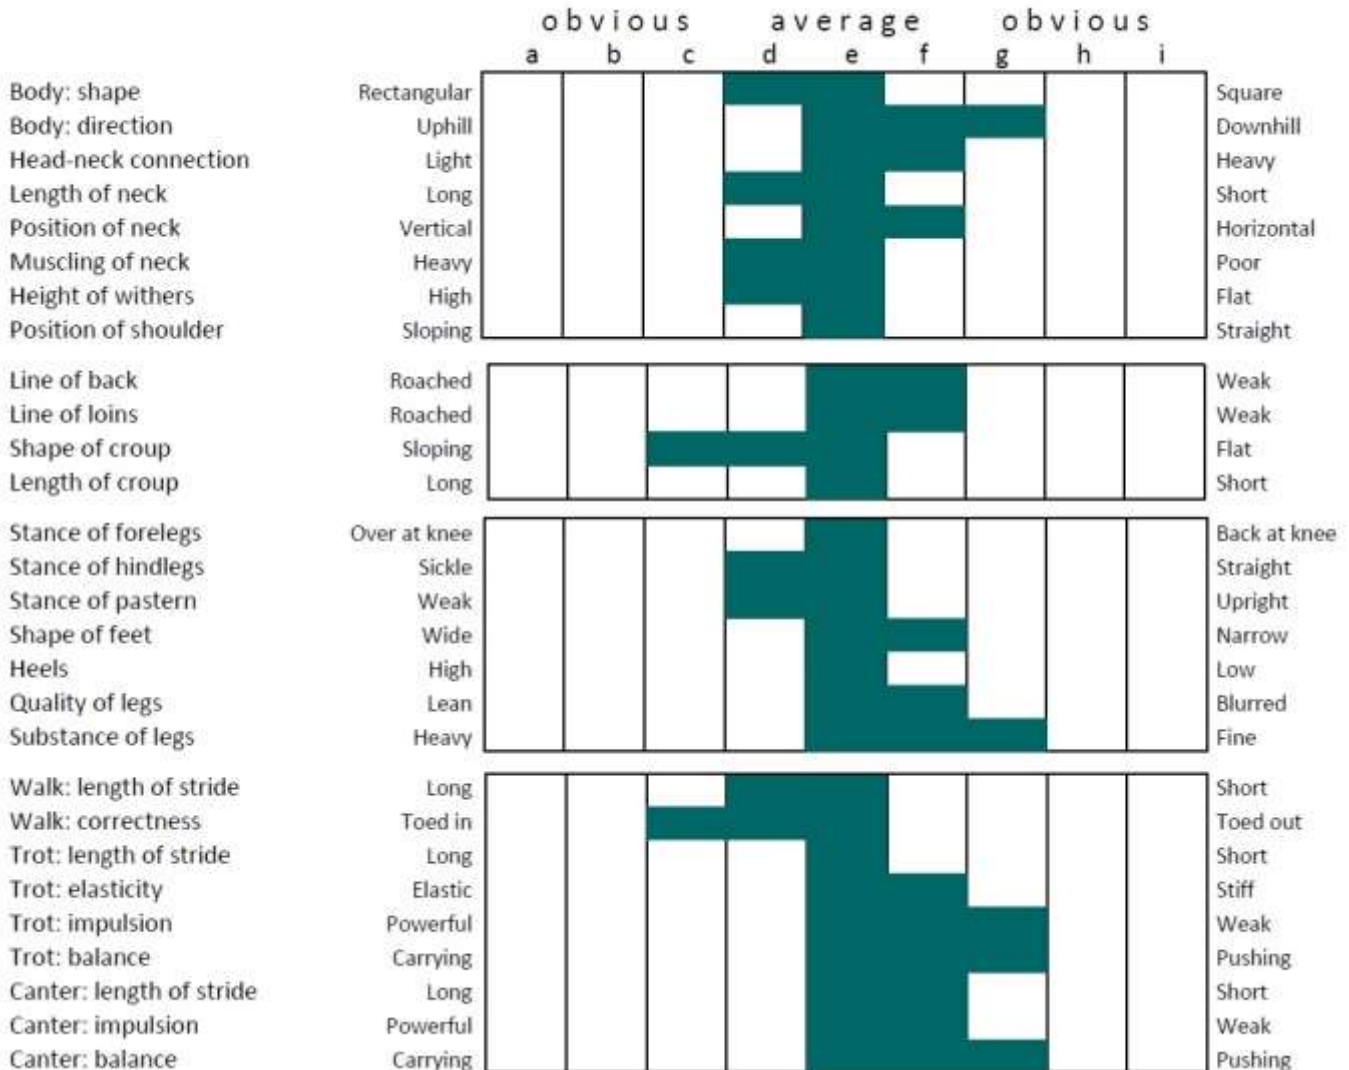 obvious average obvious
a b c d e f g h i
Body: shape Rectangular Square
Body: direction Uphill Downhill
Head-neck connection Light Heavy
Length of neck Long Short
Position of neck Vertical Horizontal
Muscling of neck Heavy Poor
Height of withers High Flat
Position of shoulder Sloping Straight
Line of back Roached Weak
Line of loins Roached Weak
Shape of croup Sloping Flat
Length of croup Long Short
Stance of forelegs Over at knee Back at knee
Stance of hindlegs Sickle Straight
Stance of pastern Weak Upright
Shape of feet Wide Narrow
Heels High Low
Quality of legs Lean Blurred
Substance of legs Heavy Fine
Walk: length of stride Long Short
Walk: correctness Toed in Toed out
Trot: length of stride Long Short
Trot: elasticity Elastic Stiff
Trot: impulsion Powerful Weak
Trot: balance Carrying Pushing
Canter: length of stride Long Short
Canter: impulsion Powerful Weak
Canter: balance Carrying Pushing